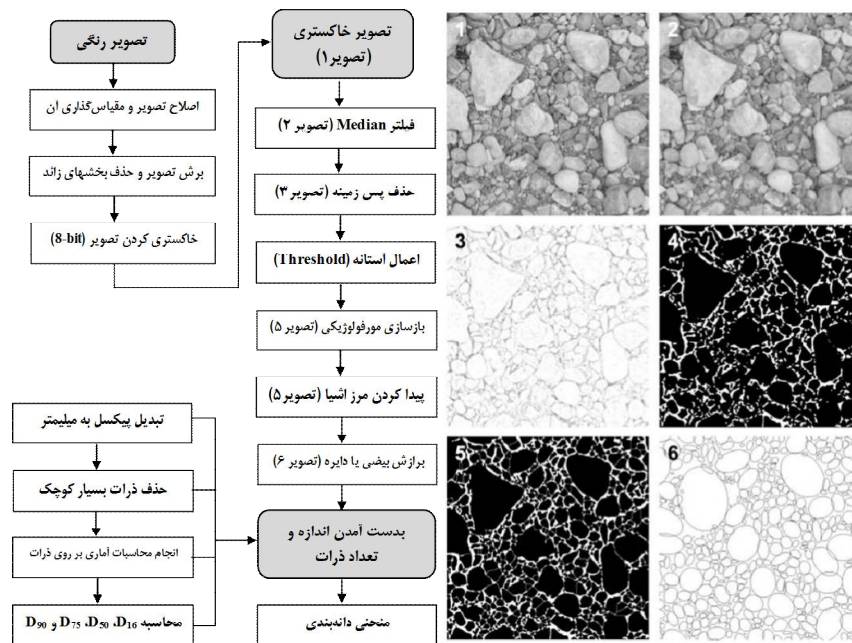 تصویر رنگی
اصلاح تصویر و مقیاس‌گذاری آن
برش تصویر و حذف بخشهای زائد
خاکستری کردن تصویر (8-bit)
تصویر خاکستری
(تصویر۱)
فیلتر Median (تصویر ۲)
حذف پس زمینه (تصویر ۳)
اعمال استانه (Threshold)
بازسازی مورفولوژیکی (تصویر ۵)
پیدا کردن مرز اشیا (تصویر ۵)
برازش بیضی یا دایره (تصویر ۶)
بدست آمدن اندازه و
تعداد ذرات
منحنی دانه‌بندی
تبدیل پیکسل به میلیمتر
حذف ذرات بسیار کوچک
انجام محاسبات آماری بر روی ذرات
محاسبه D₁₆، D₅₀، D₇₅ و D₉₀
1
2
3
4
5
6